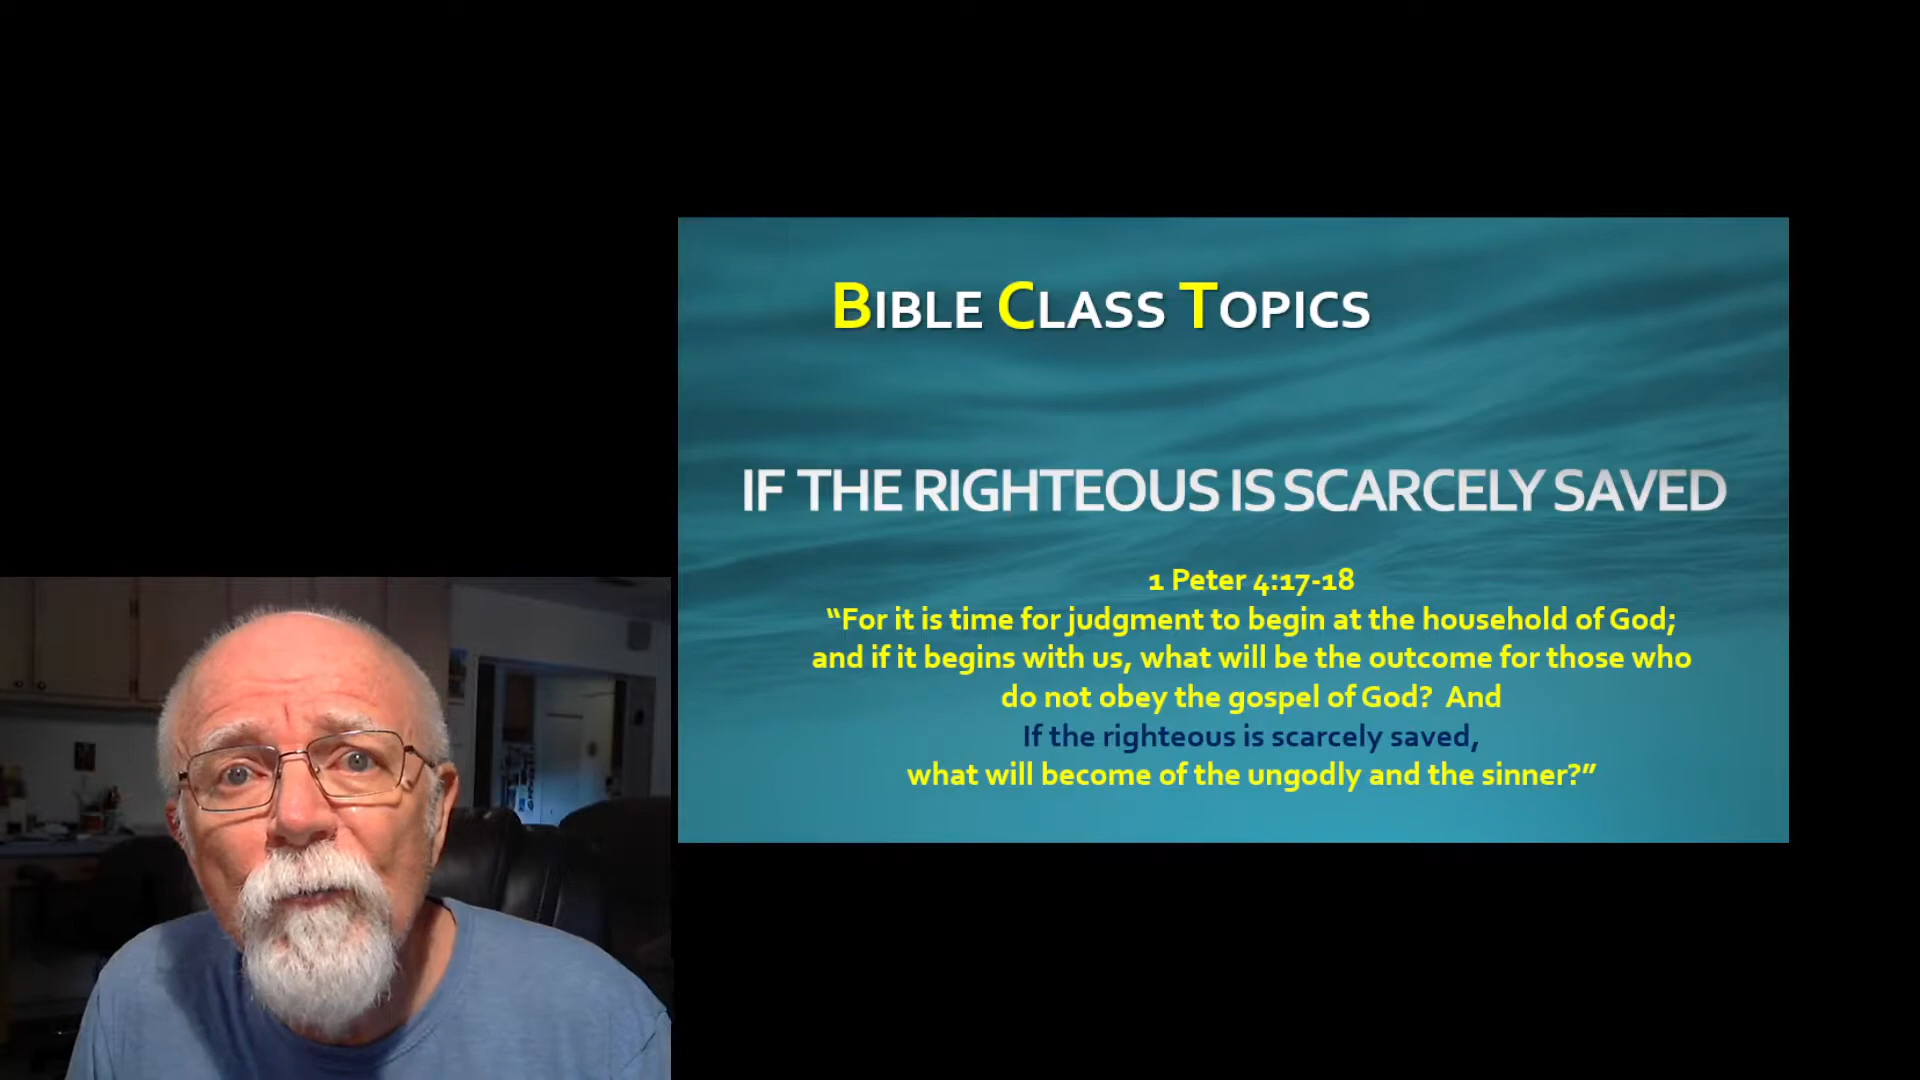 BIBLE CLASS TOPICS
IF THE RIGHTEOUS IS SCARCELY SAVED
1 Peter 4:17-18
“For it is time for judgment to begin at the household of God;
and if it begins with us, what will be the outcome for those who
do not obey the gospel of God? And
If the righteous is scarcely saved,
what will become of the ungodly and the sinner?”